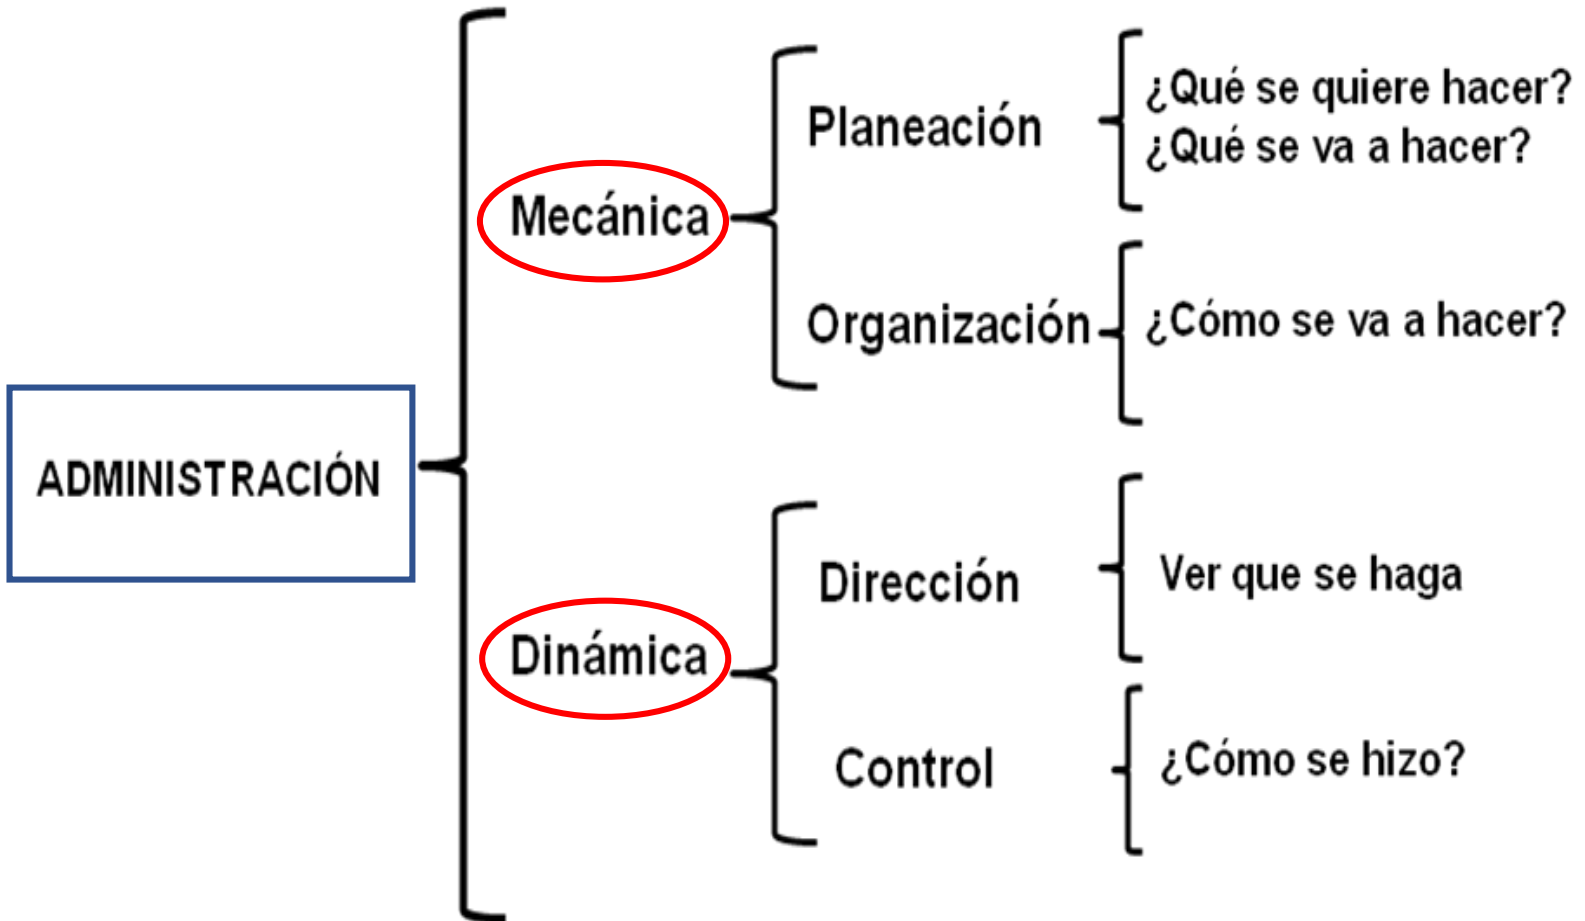 ADMINISTRACIÓN
Mecánica
Planeación
¿Qué se quiere hacer?
¿Qué se va a hacer?
Organización
¿Cómo se va a hacer?
Dinámica
Dirección
Ver que se haga
Control
¿Cómo se hizo?